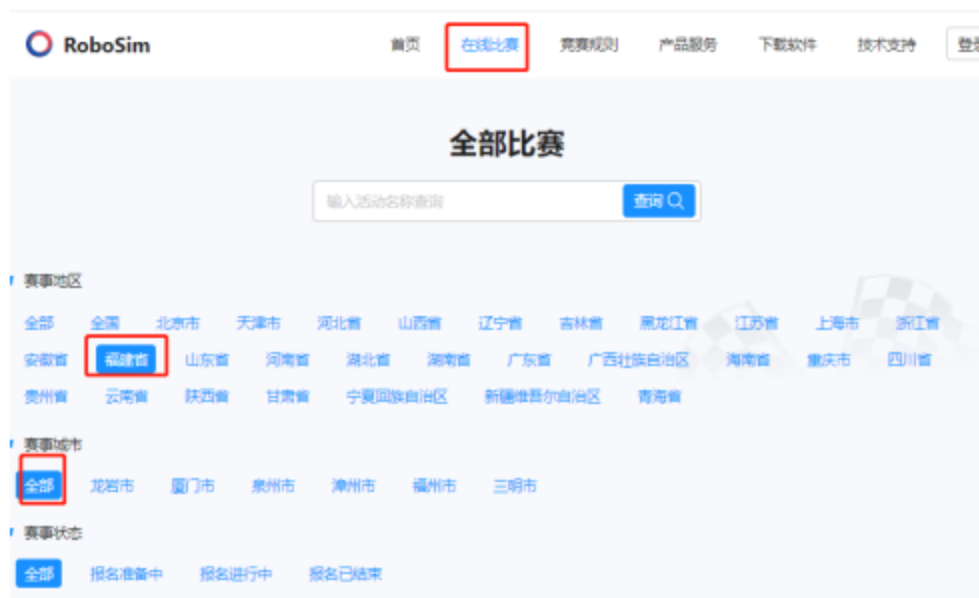 RoboSim 首页 在线比赛 竞赛规则 产品服务 下载软件 技术支持 登录
全部比赛
输入活动名称查询 查询
赛事地区
全部 全国 北京市 天津市 河北省 山西省 辽宁省 吉林省 黑龙江省 江苏省 上海市 浙江省
安徽省 福建省 山东省 河南省 湖北省 湖南省 广东省 广西壮族自治区 海南省 重庆市 四川省
贵州省 云南省 陕西省 甘肃省 宁夏回族自治区 新疆维吾尔自治区 青海省
赛事城市
全部 龙岩市 厦门市 泉州市 漳州市 福州市 三明市
赛事状态
全部 报名准备中 报名进行中 报名已结束